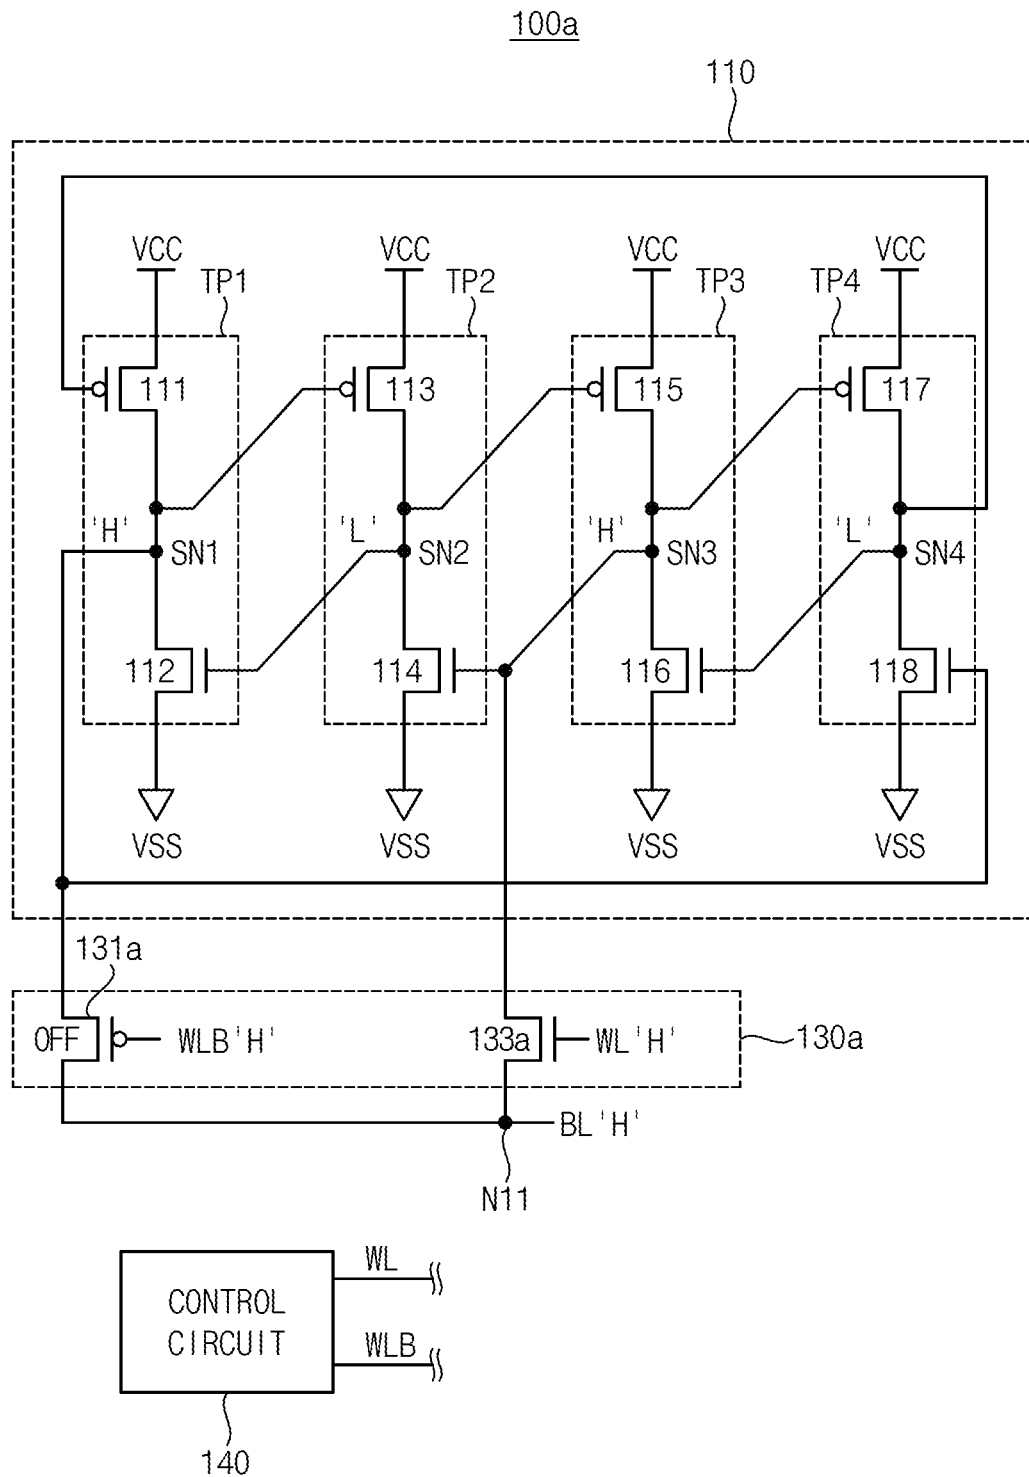 100a
110
VCC VCC VCC VCC
TP1 TP2 TP3 TP4
111 113 115 117
'H' 'L' 'H' 'L'
SN1 SN2 SN3 SN4
112 114 116 118
VSS VSS VSS VSS
131a
OFF WLB'H' 133a WL'H' 130a
BL'H'
N11
WL
CONTROL
CIRCUIT
WLB
140